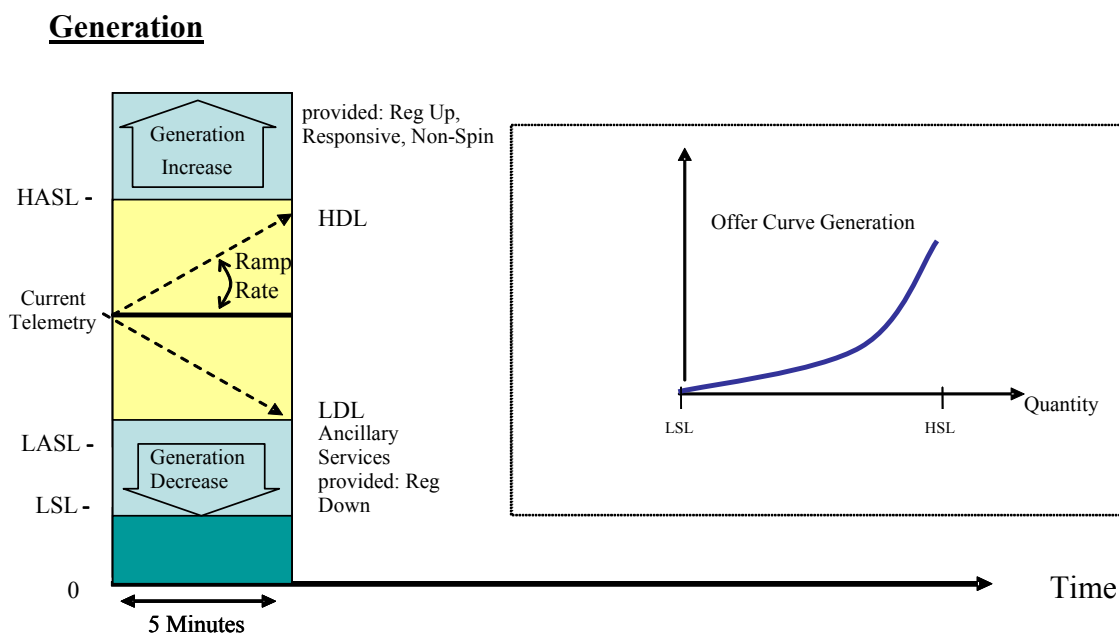 Generation
provided: Reg Up,
Responsive, Non-Spin
Generation
Increase
HASL -
HDL
Ramp
Rate
Current
Telemetry
LDL
Ancillary
Services
provided: Reg
Down
LASL -
Generation
Decrease
LSL -
0
5 Minutes
Time
Offer Curve Generation
Quantity
LSL
HSL